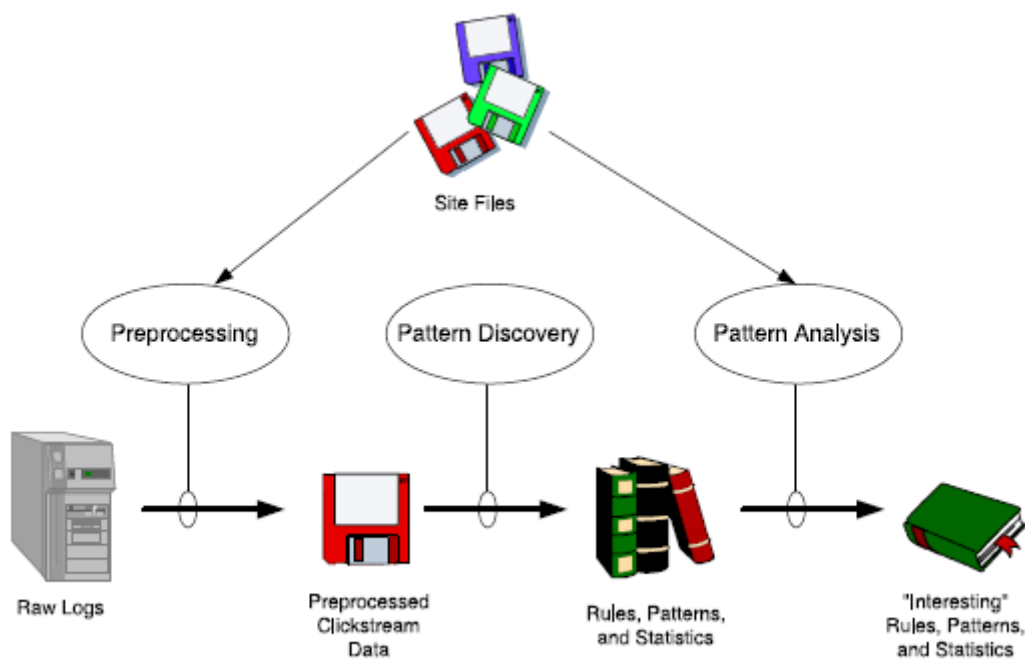 Site Files
Preprocessing
Pattern Discovery
Pattern Analysis
Raw Logs
Preprocessed
Clickstream
Data
Rules, Patterns,
and Statistics
"Interesting"
Rules, Patterns,
and Statistics